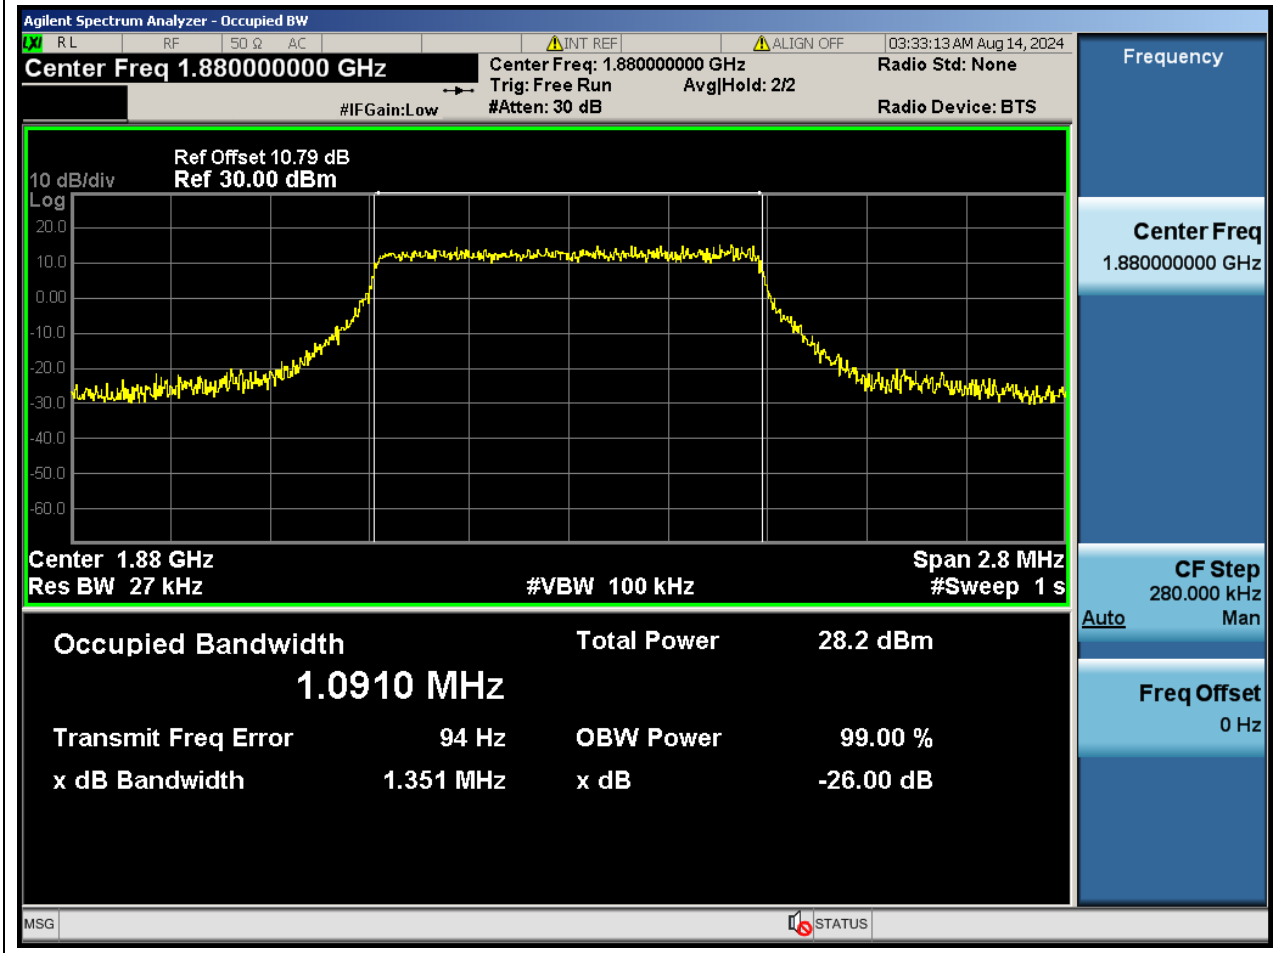 Agilent Spectrum Analyzer - Occupied BW
LXI RL RF 50 Ω AC INT REF ALIGN OFF 03:33:13 AM Aug 14, 2024
Center Freq 1.880000000 GHz
Center Freq: 1.880000000 GHz Radio Std: None
Trig: Free Run Avg|Hold: 2/2
#IFGain:Low #Atten: 30 dB Radio Device: BTS
Ref Offset 10.79 dB
10 dB/div Ref 30.00 dBm
Log
20.0
10.0
0.00
-10.0
-20.0
-30.0
-40.0
-50.0
-60.0
Center 1.88 GHz Span 2.8 MHz
Res BW 27 kHz #VBW 100 kHz #Sweep 1 s
Occupied Bandwidth Total Power 28.2 dBm
1.0910 MHz
Transmit Freq Error 94 Hz OBW Power 99.00 %
x dB Bandwidth 1.351 MHz x dB -26.00 dB
MSG STATUS
Frequency
Center Freq
1.880000000 GHz
CF Step
280.000 kHz
Auto Man
Freq Offset
0 Hz